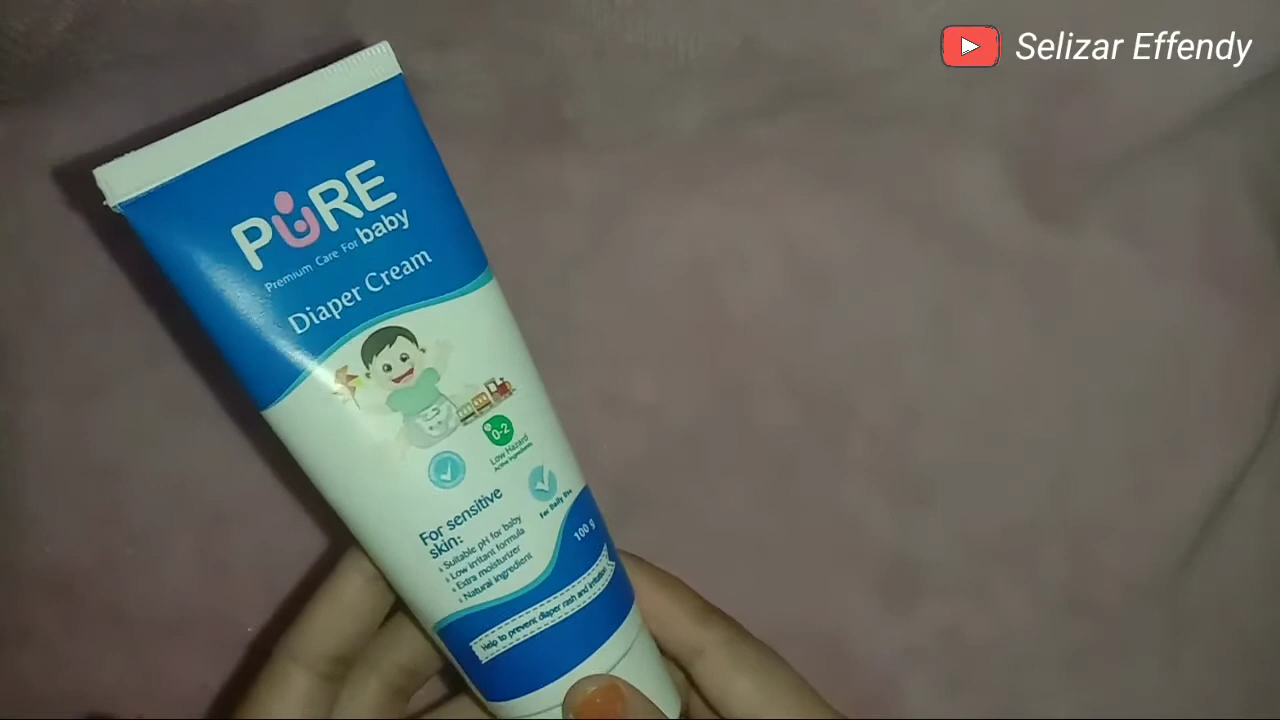 Selizar Effendy
PURE
Premium Care For baby
Diaper Cream
0-2
Low Hazard
Active Ingredients
For Daily Use
For sensitive
skin:
Suitable pH for baby
Low irritant formula
Extra moisturizer
Natural ingredient
100 g
Help to prevent diaper rash and irritation